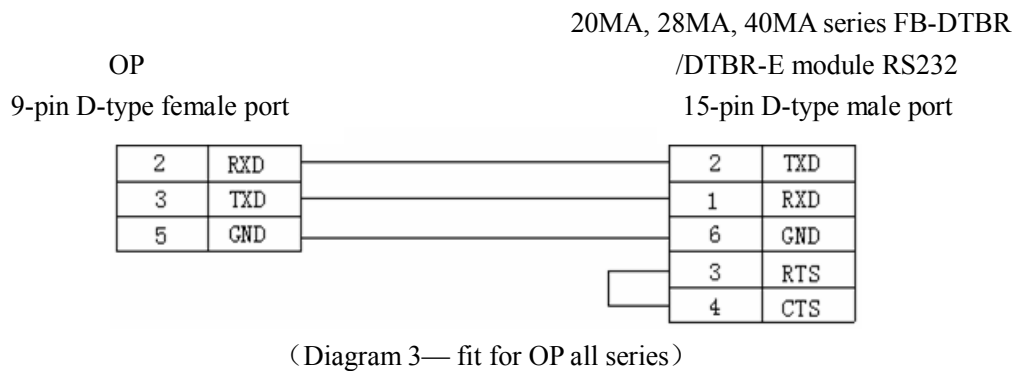 20MA, 28MA, 40MA series FB-DTBR
OP /DTBR-E module RS232
9-pin D-type female port 15-pin D-type male port
2 RXD 2 TXD
3 TXD 1 RXD
5 GND 6 GND
3 RTS
4 CTS
（Diagram 3— fit for OP all series）